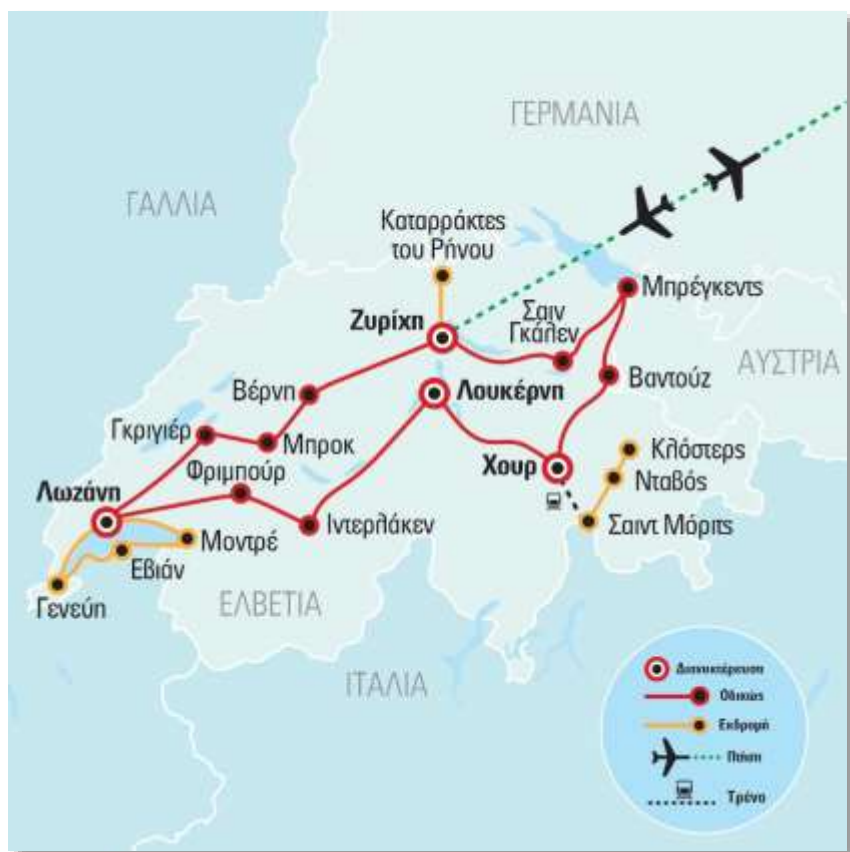 ΓΕΡΜΑΝΙΑ
ΓΑΛΛΙΑ
Καταρράκτες
του Ρήνου
Μπρέγκεντς
Σαιν
Γκάλεν
Ζυρίχη
ΑΥΣΤΡΙΑ
Βαντούζ
Βέρνη
Λουκέρνη
Γκριγιέρ
Μπροκ
Κλόστερς
Χουρ
Φριμπούρ
Νταβός
Λωζάνη
Ιντερλάκεν
Σαιντ Μόριτς
Μοντρέ
Εβιάν
Γενεύη
ΕΛΒΕΤΙΑ
ΙΤΑΛΙΑ
Διανυκτέρευση
Οδικώς
Εκδρομή
Πτήση
Τρένο